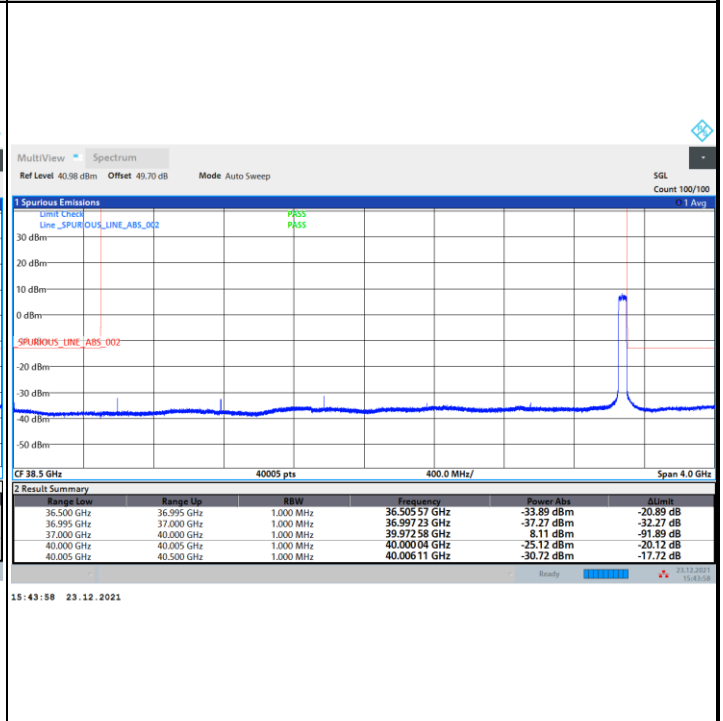 MultiView Spectrum
Ref Level 40.98 dBm Offset 49.70 dB Mode Auto Sweep SGL
Count 100/100
1 Spurious Emissions 1 Avg
Limit Check PASS
Line _SPURIOUS_LINE_ABS_002 PASS
30 dBm
20 dBm
10 dBm
0 dBm
_SPURIOUS_LINE_ABS_002
-20 dBm
-30 dBm
-40 dBm
-50 dBm
CF 38.5 GHz 40005 pts 400.0 MHz/ Span 4.0 GHz
2 Result Summary
Range Low Range Up RBW Frequency Power Abs ΔLimit
36.500 GHz 36.995 GHz 1.000 MHz 36.505 57 GHz -33.89 dBm -20.89 dB
36.995 GHz 37.000 GHz 1.000 MHz 36.997 23 GHz -37.27 dBm -32.27 dB
37.000 GHz 40.000 GHz 1.000 MHz 39.972 58 GHz 8.11 dBm -91.89 dB
40.000 GHz 40.005 GHz 1.000 MHz 40.000 04 GHz -25.12 dBm -20.12 dB
40.005 GHz 40.500 GHz 1.000 MHz 40.006 11 GHz -30.72 dBm -17.72 dB
Ready 23.12.2021
15:43:58
15:43:58 23.12.2021